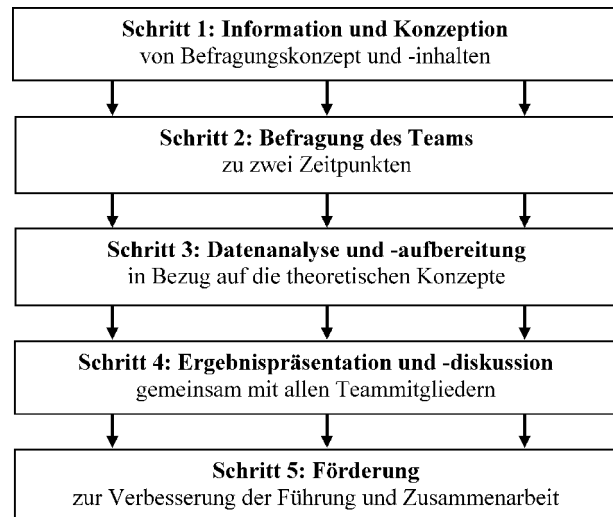 Schritt 1: Information und Konzeption
von Befragungskonzept und -inhalten
Schritt 2: Befragung des Teams
zu zwei Zeitpunkten
Schritt 3: Datenanalyse und -aufbereitung
in Bezug auf die theoretischen Konzepte
Schritt 4: Ergebnispräsentation und -diskussion
gemeinsam mit allen Teammitgliedern
Schritt 5: Förderung
zur Verbesserung der Führung und Zusammenarbeit